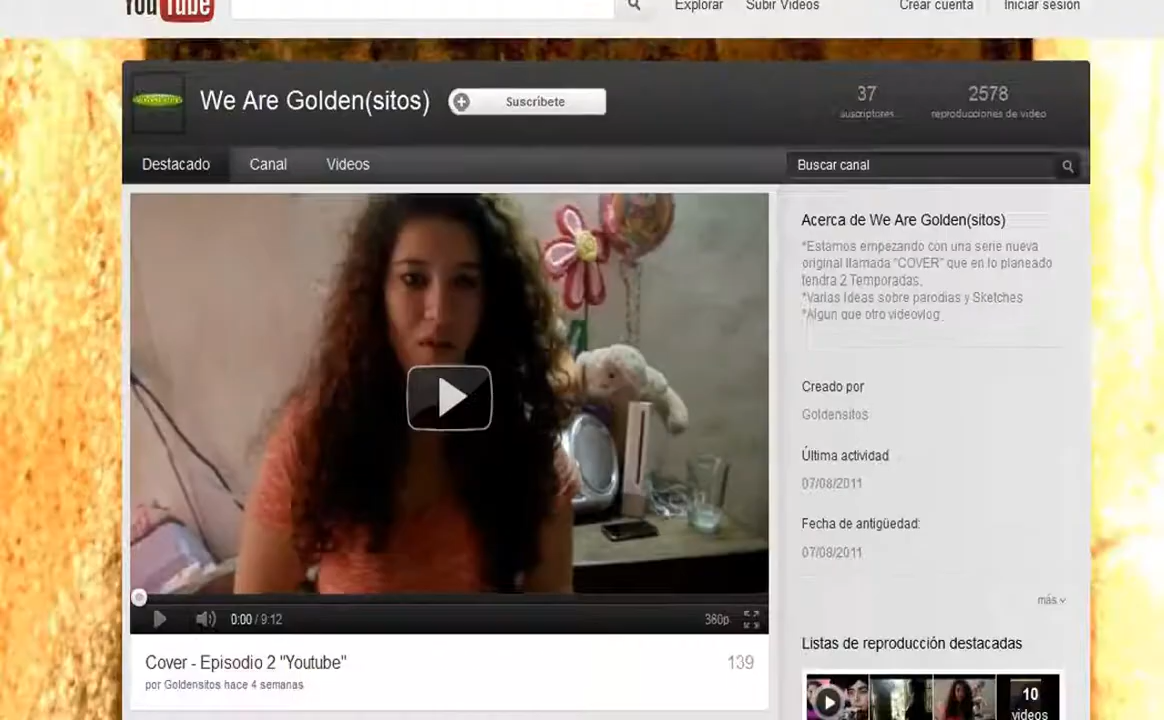 YouTube
Explorar
Subir Videos
Crear cuenta
Iniciar sesión
We Are Golden(sitos)
Suscríbete
37
suscriptores
2578
reproducciones de video
Destacado
Canal
Videos
Buscar canal
Acerca de We Are Golden(sitos)
*Estamos empezando con una serie nueva
original llamada "COVER" que en lo planeado
tendra 2 Temporadas.
*Varias Ideas sobre parodias y Sketches
*Algun que otro videovlog
Creado por
Goldensitos
Última actividad
07/08/2011
Fecha de antigüedad:
07/08/2011
más
0:00 / 9:12
360p
Cover - Episodio 2 "Youtube"
139
por Goldensitos hace 4 semanas
Listas de reproducción destacadas
10
videos